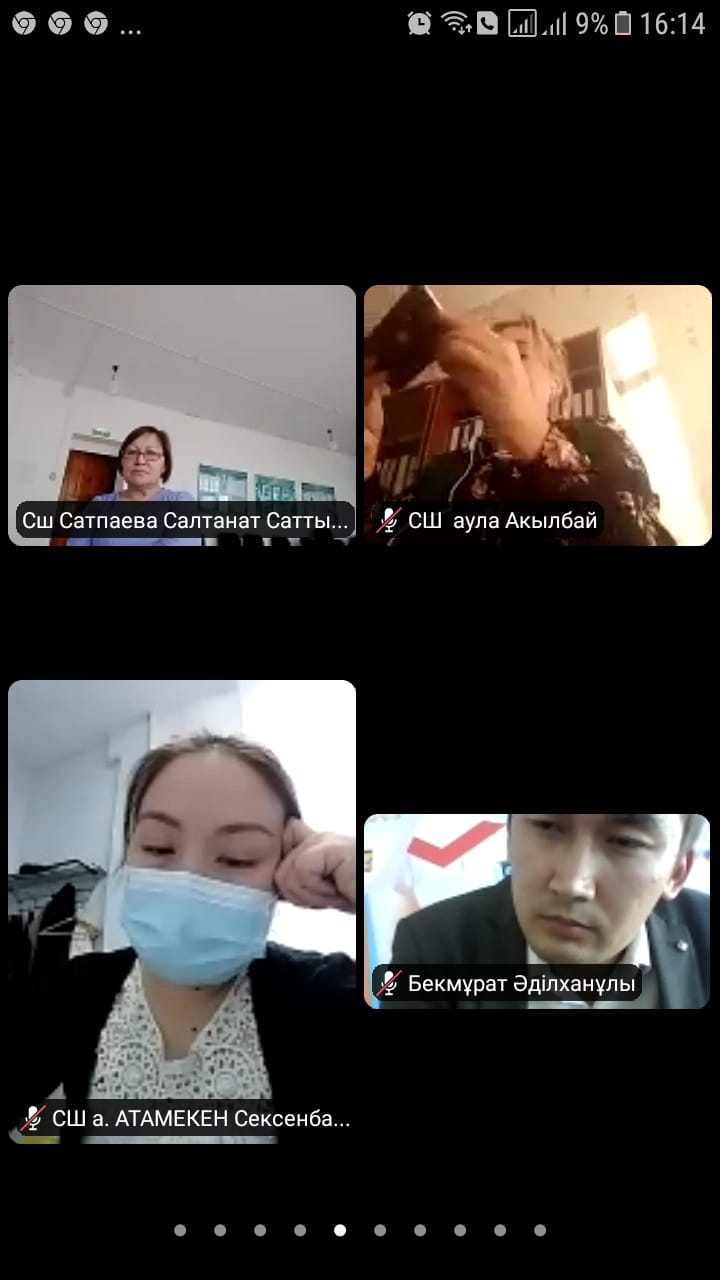 ... 9% 16:14
Сш Сатпаева Салтанат Сатты...
СШ аула Акылбай
СШ а. АТАМЕКЕН Сексенба...
Бекмұрат Әділханұлы